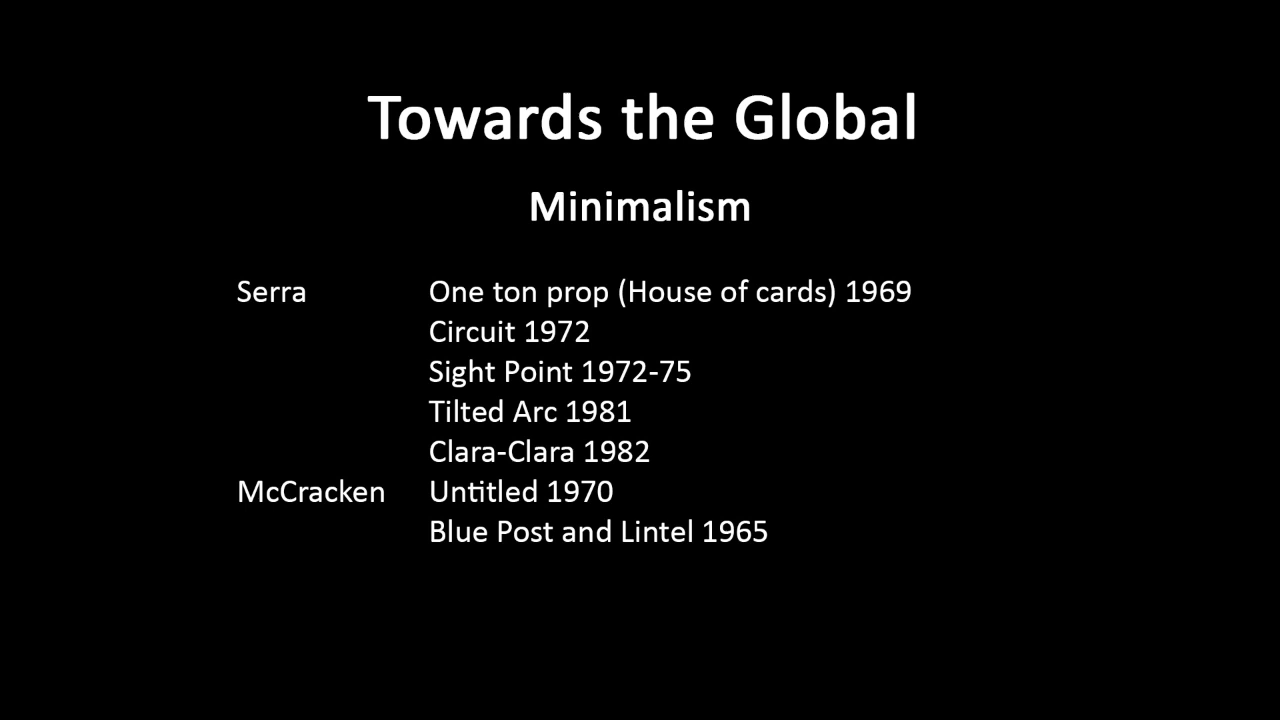 Towards the Global
Minimalism
Serra One ton prop (House of cards) 1969
Circuit 1972
Sight Point 1972-75
Tilted Arc 1981
Clara-Clara 1982
McCracken Untitled 1970
Blue Post and Lintel 1965